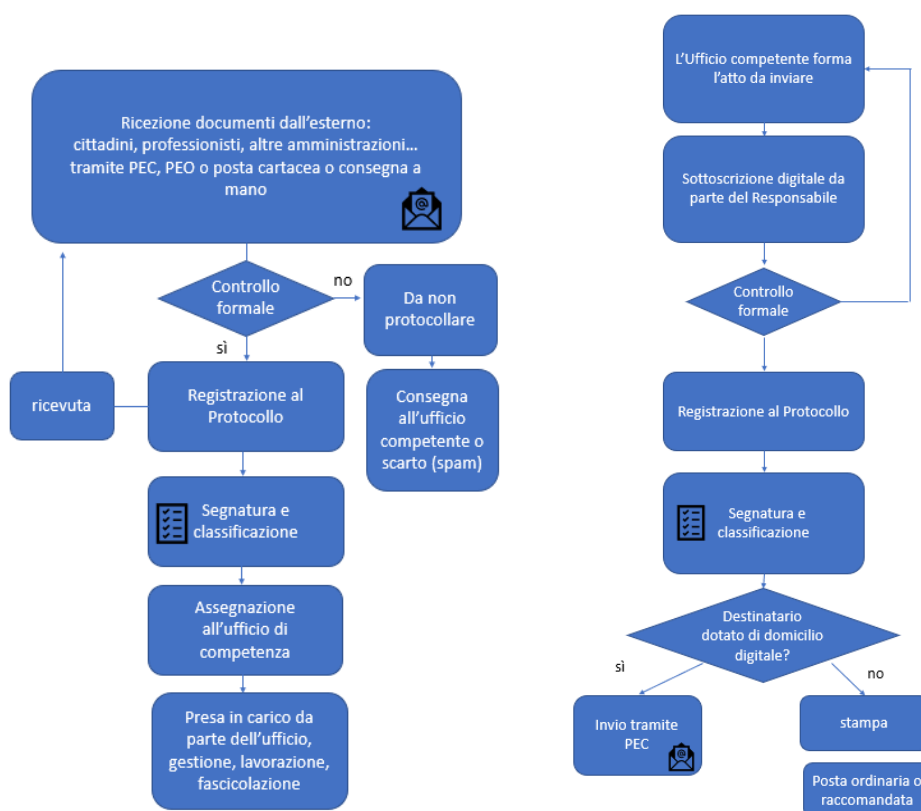 Ricezione documenti dall'esterno:
cittadini, professionisti, altre amministrazioni…
tramite PEC, PEO o posta cartacea o consegna a
mano
Controllo
formale
no
Da non
protocollare
sì
Consegna
all'ufficio
competente o
scarto (spam)
ricevuta
Registrazione al
Protocollo
Segnatura e
classificazione
Assegnazione
all'ufficio di
competenza
Presa in carico da
parte dell'ufficio,
gestione, lavorazione,
fascicolazione
L'Ufficio competente forma
l'atto da inviare
Sottoscrizione digitale da
parte del Responsabile
Controllo
formale
Registrazione al Protocollo
Segnatura e
classificazione
Destinatario
dotato di domicilio
digitale?
sì
no
Invio tramite
PEC
stampa
Posta ordinaria o
raccomandata